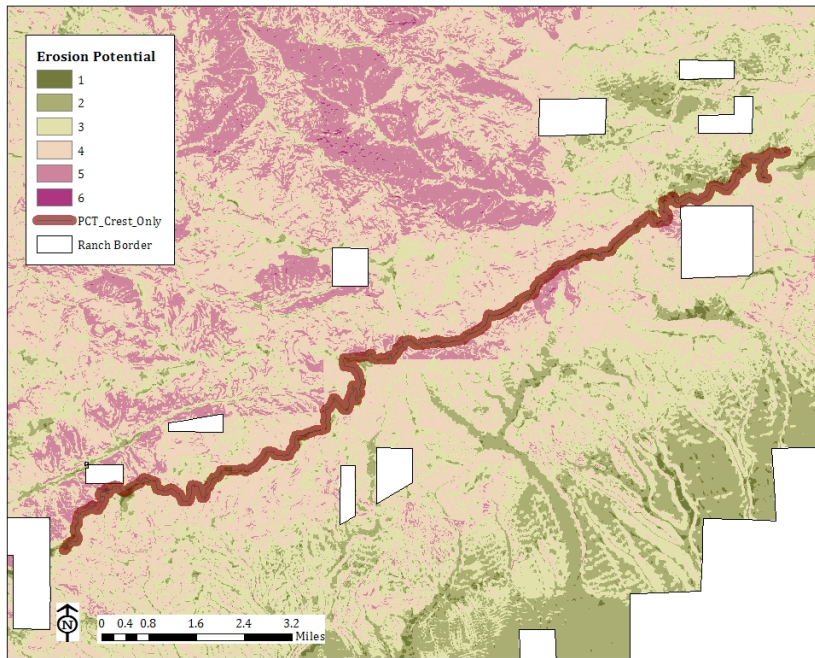 Erosion Potential
1
2
3
4
5
6
PCT_Crest_Only
Ranch Border
N
0 0.4 0.8 1.6 2.4 3.2
Miles